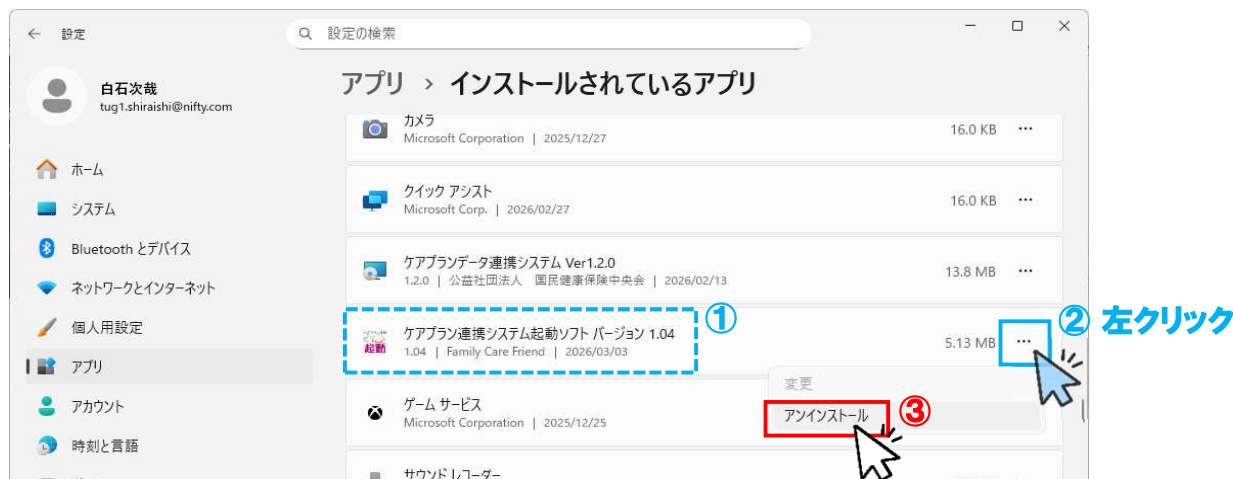 設定
設定の検索
白石次哉
tug1.shiraishi@nifty.com
アプリ › インストールされているアプリ
カメラ
Microsoft Corporation | 2025/12/27
16.0 KB
ホーム
クイック アシスト
Microsoft Corp. | 2026/02/27
16.0 KB
システム
Bluetooth とデバイス
ケアプランデータ連携システム Ver1.2.0
1.2.0 | 公益社団法人 国民健康保険中央会 | 2026/02/13
13.8 MB
ネットワークとインターネット
個人用設定
①
② 左クリック
起動
ケアプラン連携システム起動ソフト バージョン 1.04
1.04 | Family Care Friend | 2026/03/03
5.13 MB
アプリ
変更
アカウント
ゲーム サービス
Microsoft Corporation | 2025/12/25
アンインストール
③
時刻と言語
サウンド レコーダー